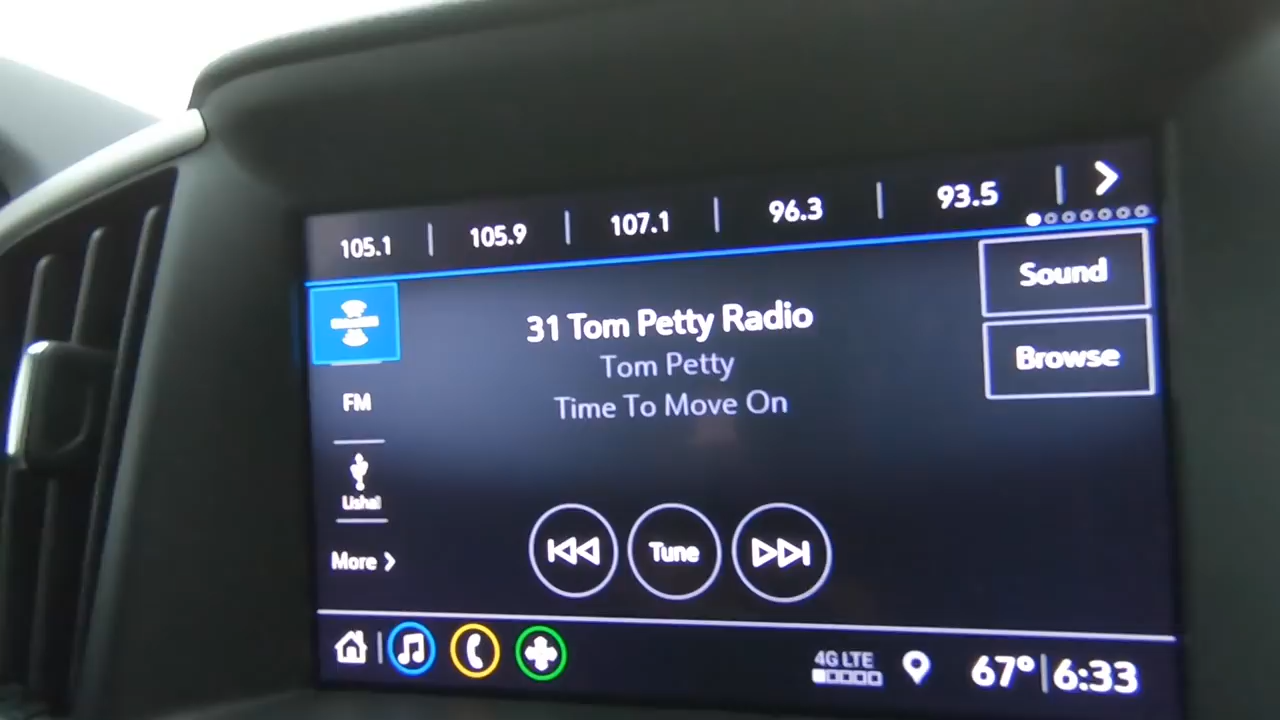 105.1 | 105.9 | 107.1 | 96.3 | 93.5 |
Sound
31 Tom Petty Radio
Tom Petty
Browse
FM
Time To Move On
More
Tune
4G LTE
67° | 6:33